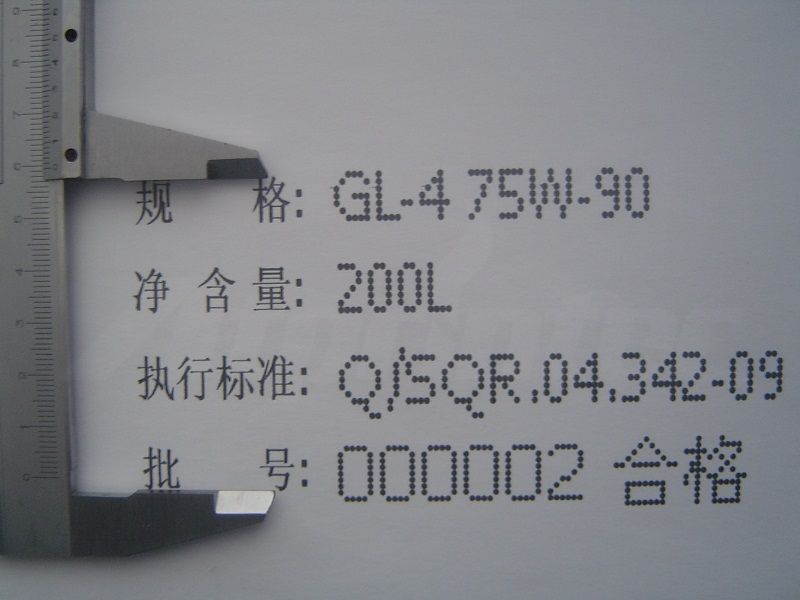 规 格: GL-4 75W-90
净 含 量: 200L
执行标准: Q/SQR.04.342-09
批 号: 000002 合格